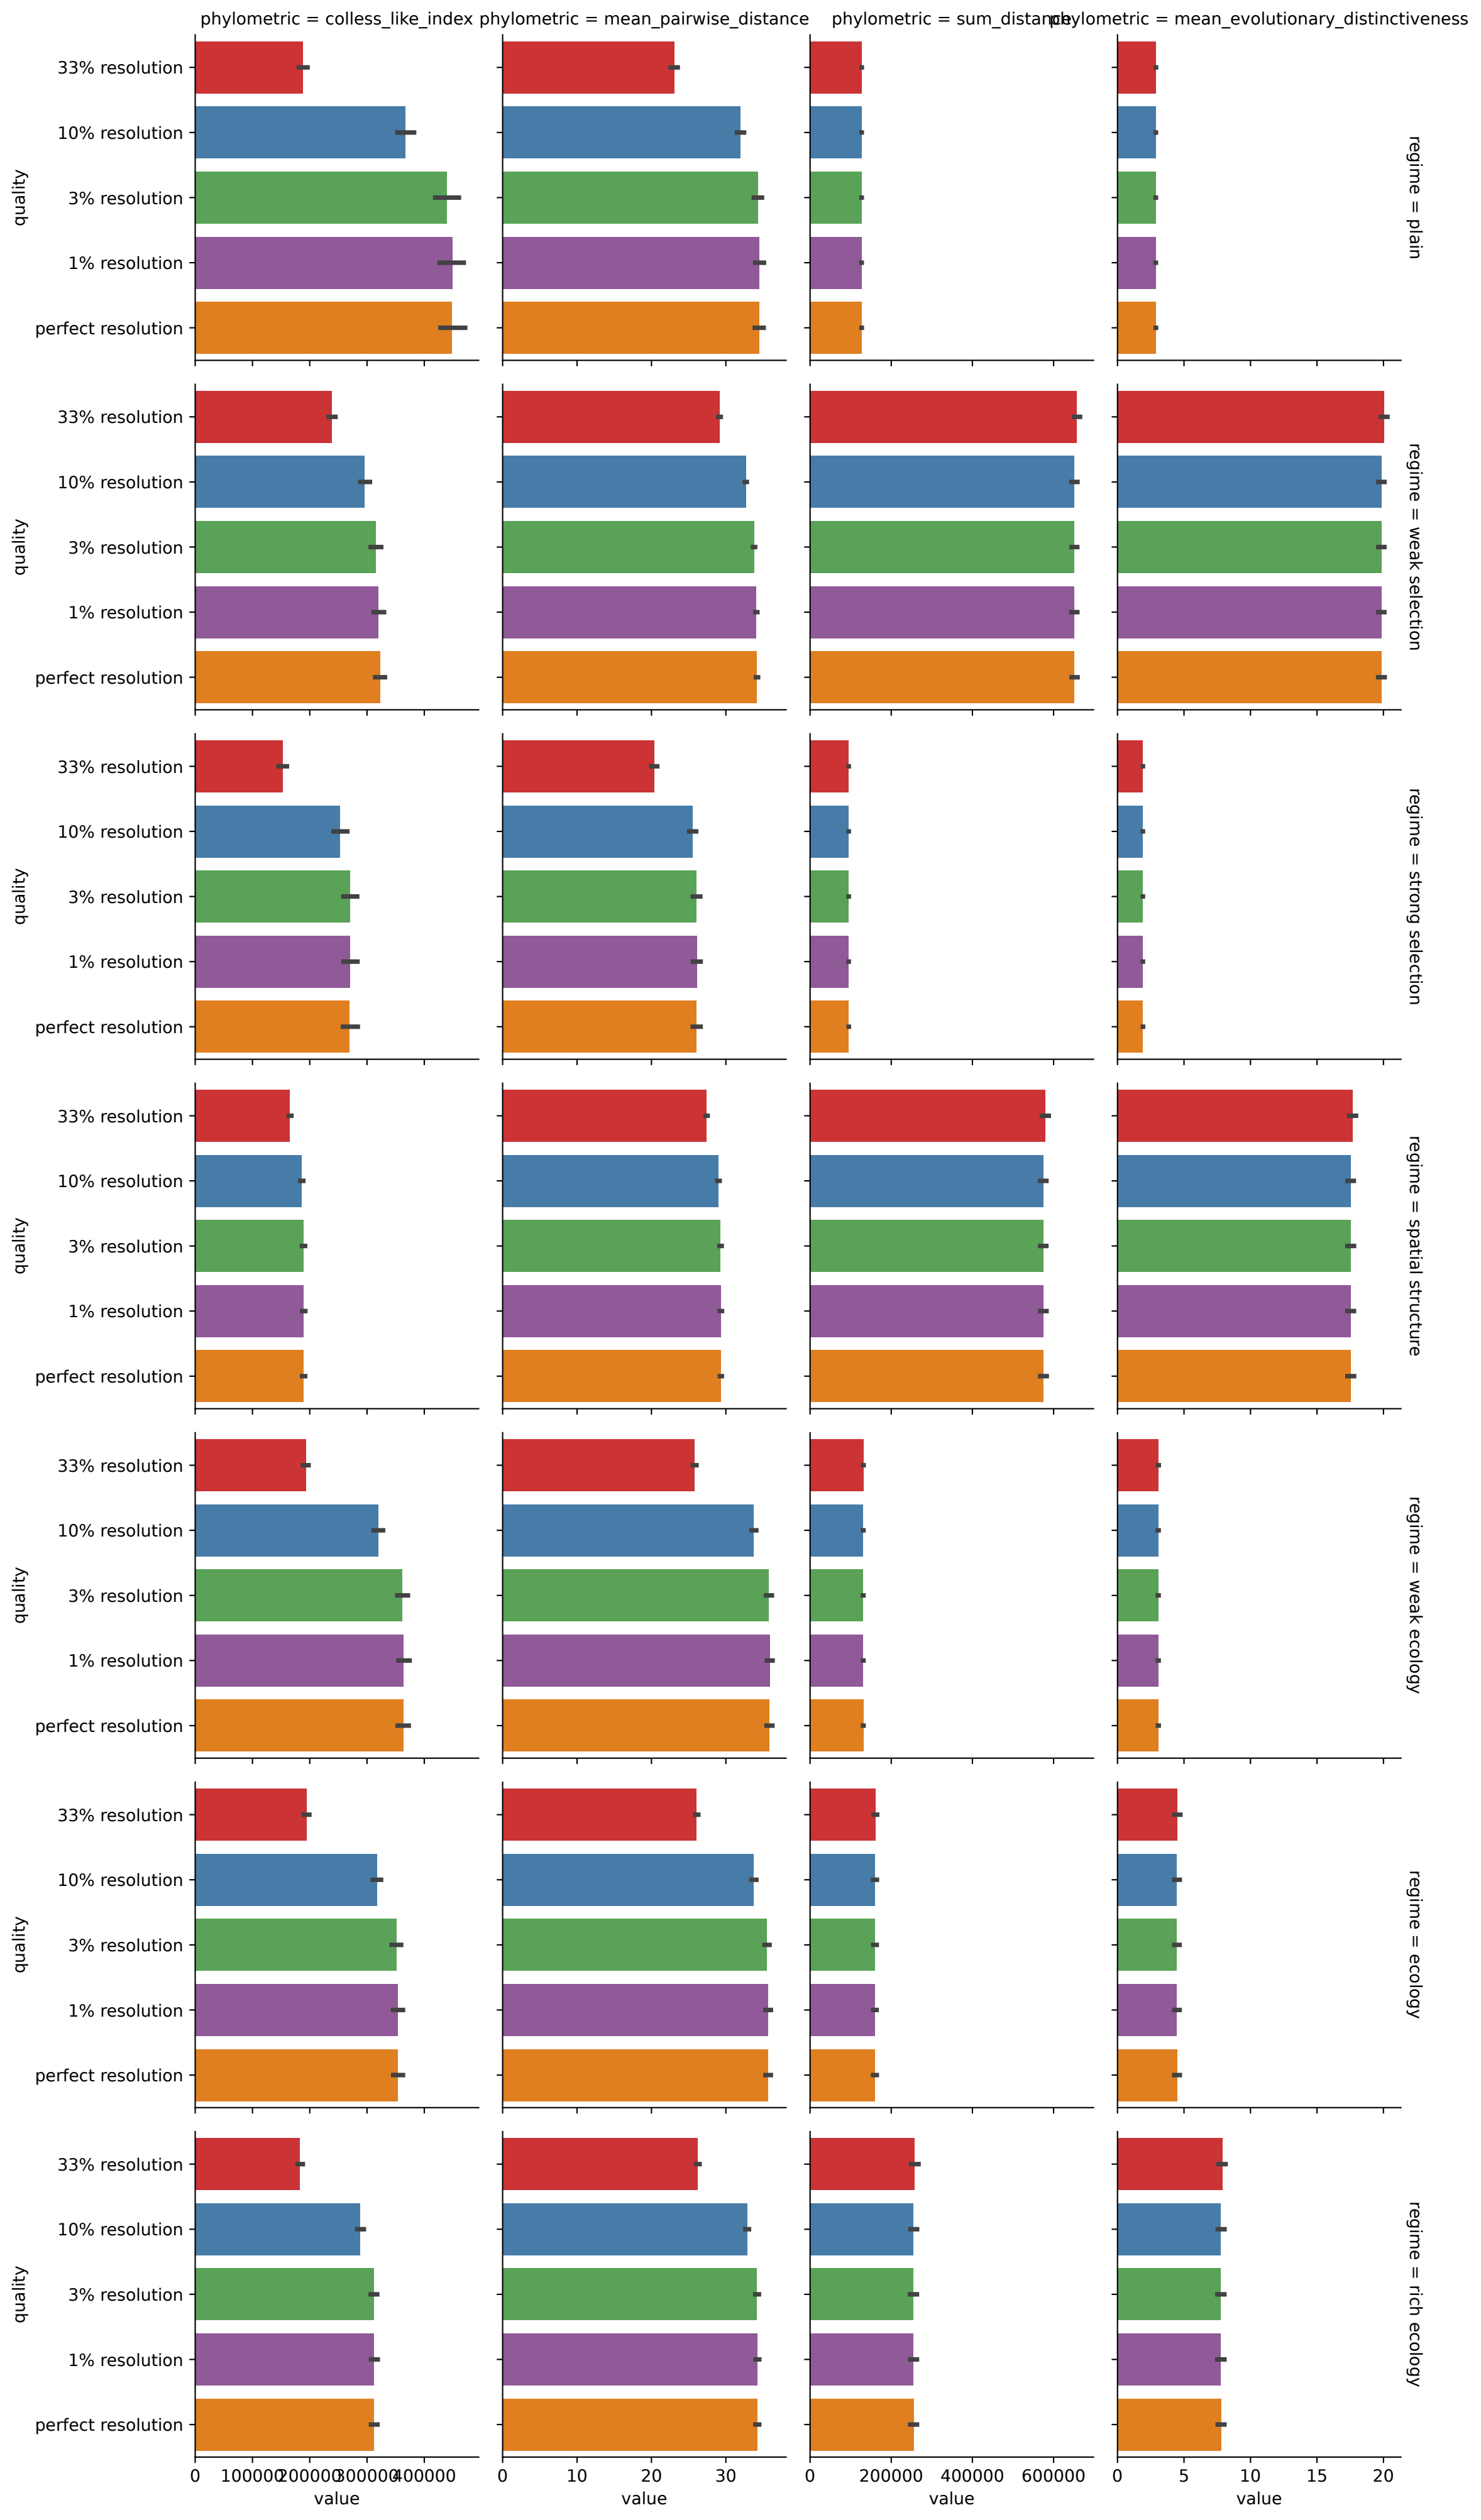 phylometric = colless_like_index
phylometric = mean_pairwise_distance
phylometric = sum_distance
phylometric = mean_evolutionary_distinctiveness
33% resolution
10% resolution
3% resolution
1% resolution
perfect resolution
quality
regime = plain
33% resolution
10% resolution
3% resolution
1% resolution
perfect resolution
quality
regime = weak selection
33% resolution
10% resolution
3% resolution
1% resolution
perfect resolution
quality
regime = strong selection
33% resolution
10% resolution
3% resolution
1% resolution
perfect resolution
quality
regime = spatial structure
33% resolution
10% resolution
3% resolution
1% resolution
perfect resolution
quality
regime = weak ecology
33% resolution
10% resolution
3% resolution
1% resolution
perfect resolution
quality
regime = ecology
33% resolution
10% resolution
3% resolution
1% resolution
perfect resolution
quality
regime = rich ecology
0 100000 200000 300000 400000
0 10 20 30
0 200000 400000 600000
0 5 10 15 20
value
value
value
value